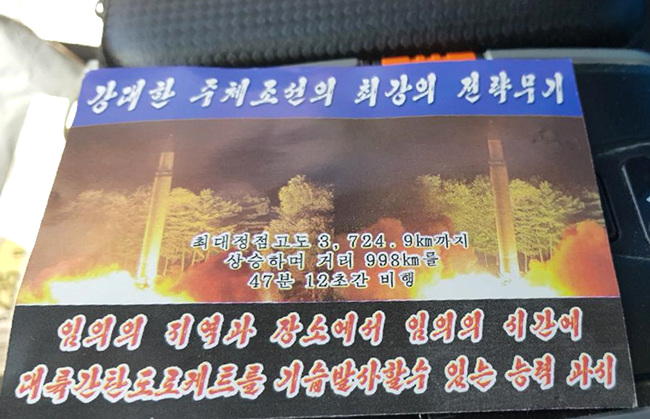 강대한 주체조선의 최강의 전략무기
최대정점고도 3,724.9km까지
상승하며 거리 998km를
47분 12초간 비행
임의의 지역과 장소에서 임의의 시간에
대륙간탄도로케트를 기습발사할수 있는 능력 과시